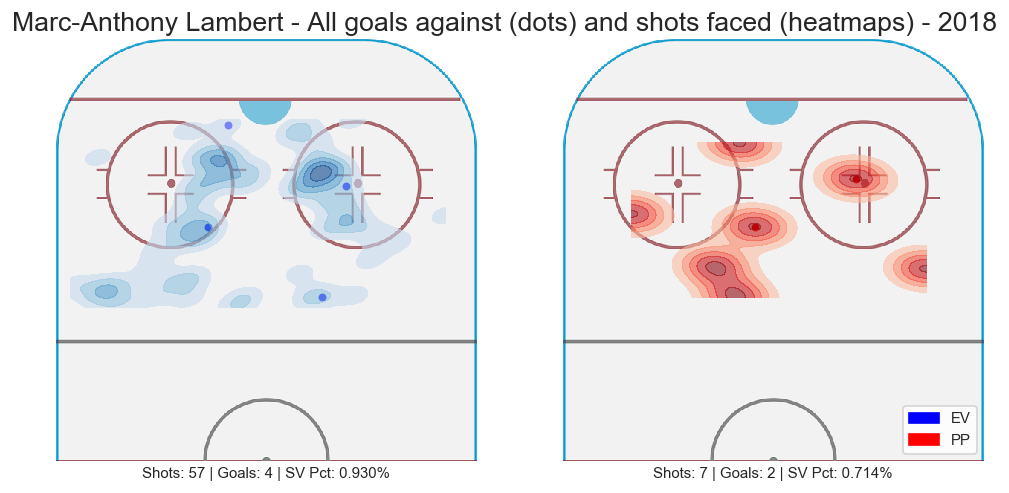 Marc-Anthony Lambert - All goals against (dots) and shots faced (heatmaps) - 2018
EV
PP
Shots: 57 | Goals: 4 | SV Pct: 0.930%
Shots: 7 | Goals: 2 | SV Pct: 0.714%